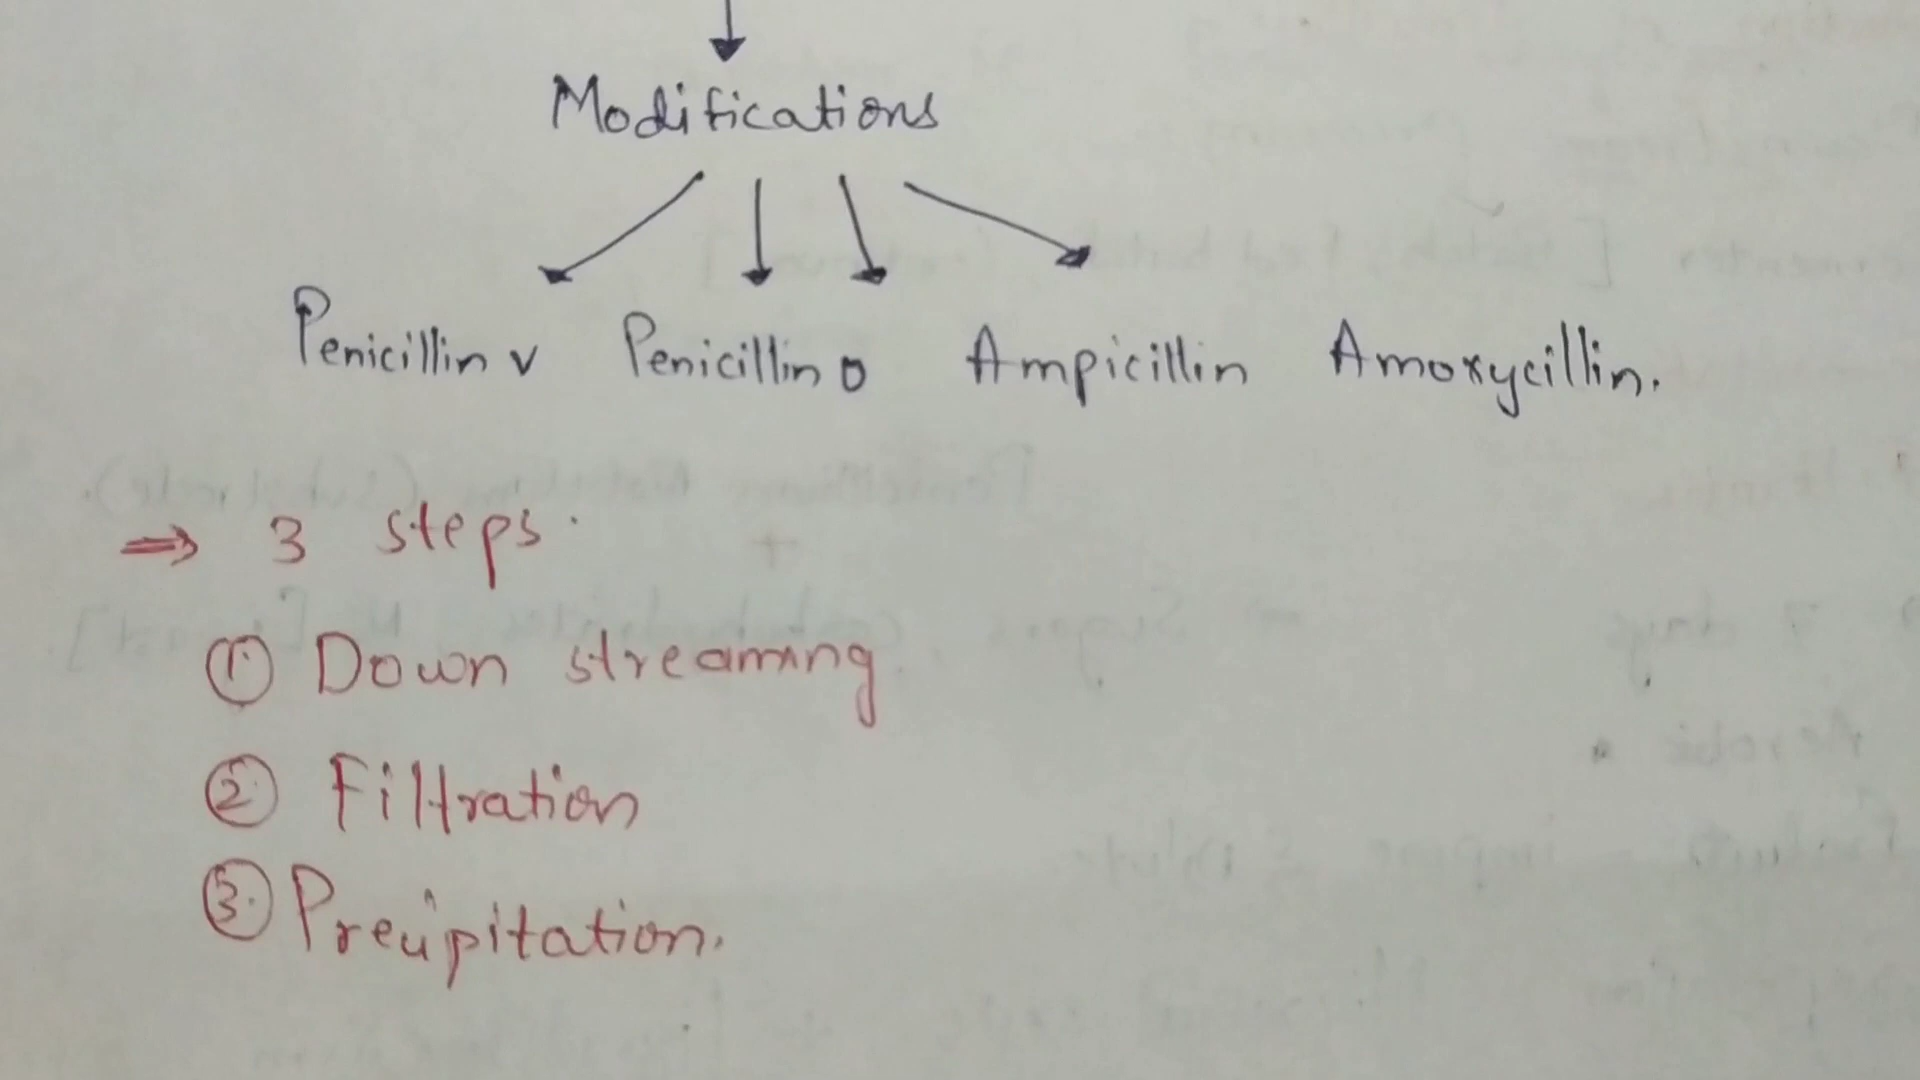 Modifications
Penicillin v Penicillin o Ampicillin Amoxycillin.
⇒ 3 steps.
① Down streaming
② Filtration
③ Precipitation.